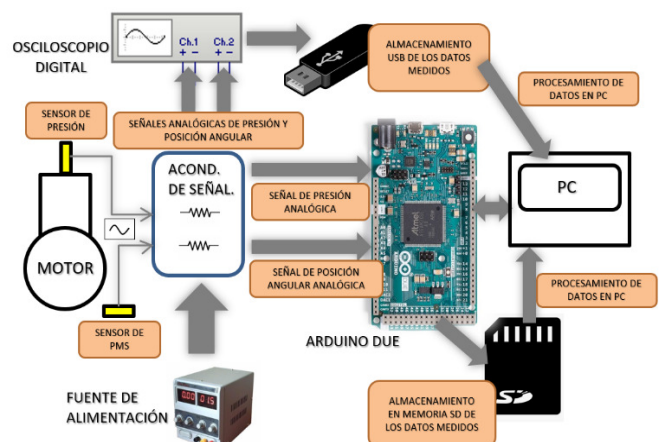 OSCILOSCOPIO
DIGITAL
Ch.1
Ch.2
+ -
+ -
ALMACENAMIENTO
USB DE LOS DATOS
MEDIDOS
PROCESAMIENTO DE
DATOS EN PC
SENSOR DE
PRESIÓN
SEÑALES ANALÓGICAS DE PRESIÓN Y
POSICIÓN ANGULAR
ACOND.
DE SEÑAL.
SEÑAL DE PRESIÓN
ANALÓGICA
PC
MOTOR
SEÑAL DE POSICIÓN
ANGULAR ANALÓGICA
Atmel
SENSOR DE
PMS
ARDUINO DUE
PROCESAMIENTO DE
DATOS EN PC
FUENTE DE
ALIMENTACIÓN
ALMACENAMIENTO
EN MEMORIA SD DE
LOS DATOS MEDIDOS
SD